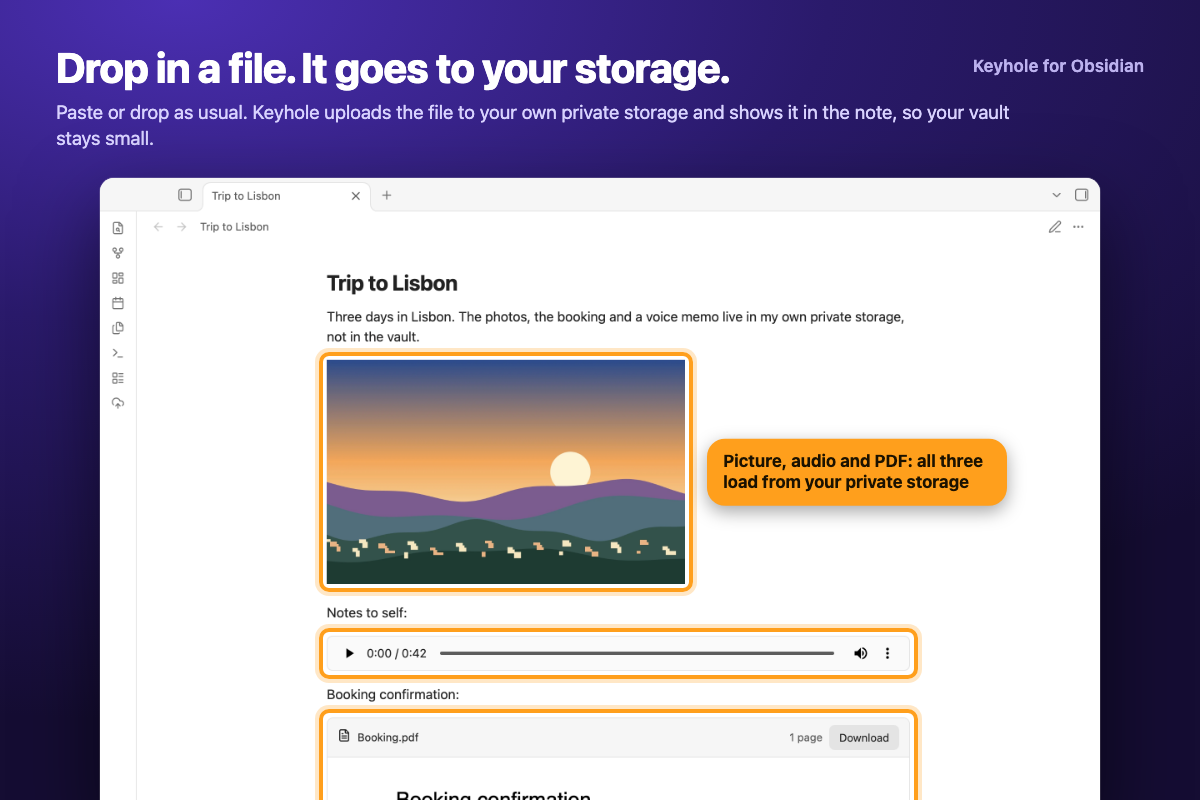 Drop in a file. It goes to your storage.
Keyhole for Obsidian
Paste or drop as usual. Keyhole uploads the file to your own private storage and shows it in the note, so your vault
stays small.
Trip to Lisbon
Trip to Lisbon
Trip to Lisbon
Three days in Lisbon. The photos, the booking and a voice memo live in my own private storage,
not in the vault.
Picture, audio and PDF: all three
load from your private storage
Notes to self:
0:00 / 0:42
Booking confirmation:
Booking.pdf
1 page
Download
Booking confirmation